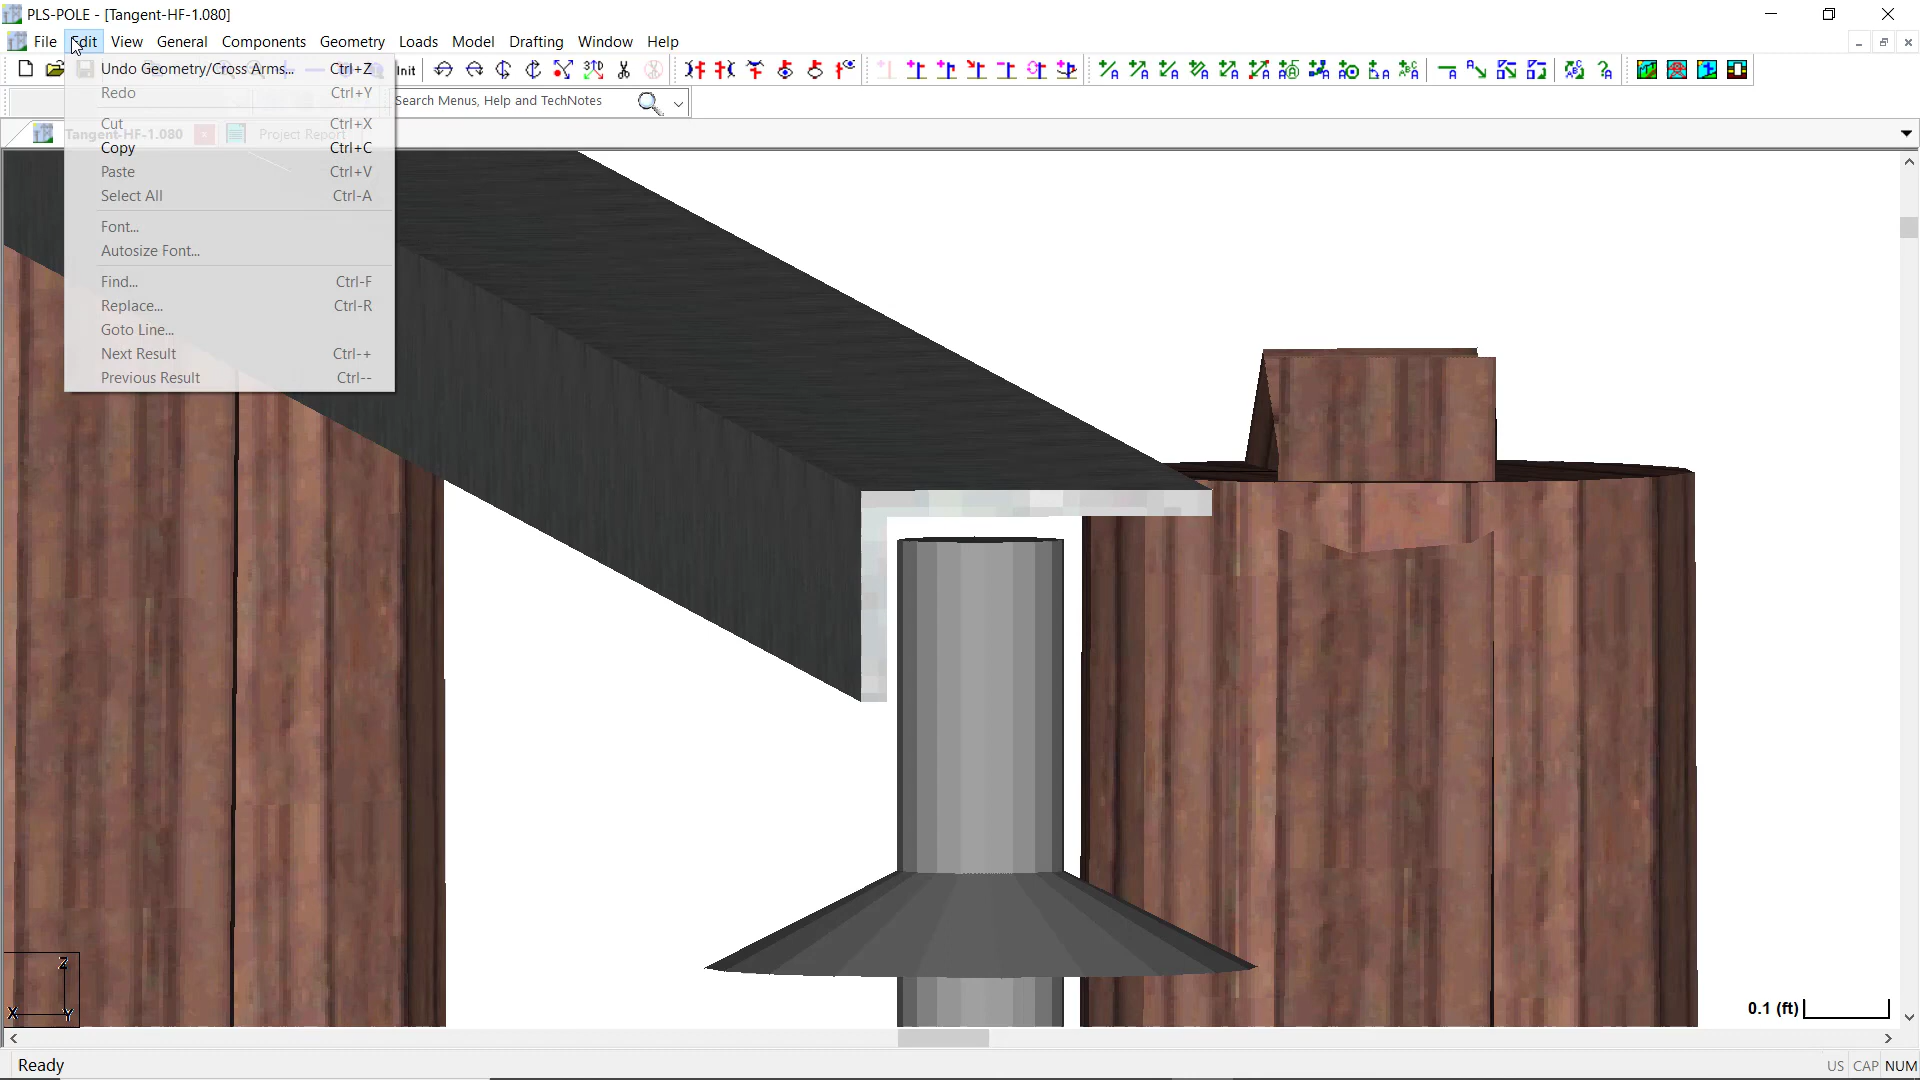 PLS-POLE - [Tangent-HF-1.080]
File Edit View General Components Geometry Loads Model Drafting Window Help
Init
Search Menus, Help and TechNotes
Tangent-HF-1.080 Project Report
Undo Geometry/Cross Arms... Ctrl+Z
Redo Ctrl+Y
Cut Ctrl+X
Copy Ctrl+C
Paste Ctrl+V
Select All Ctrl-A
Font...
Autosize Font...
Find... Ctrl-F
Replace... Ctrl-R
Goto Line...
Next Result Ctrl-+
Previous Result Ctrl--
Z
X Y
0.1 (ft)
Ready
US CAP NUM